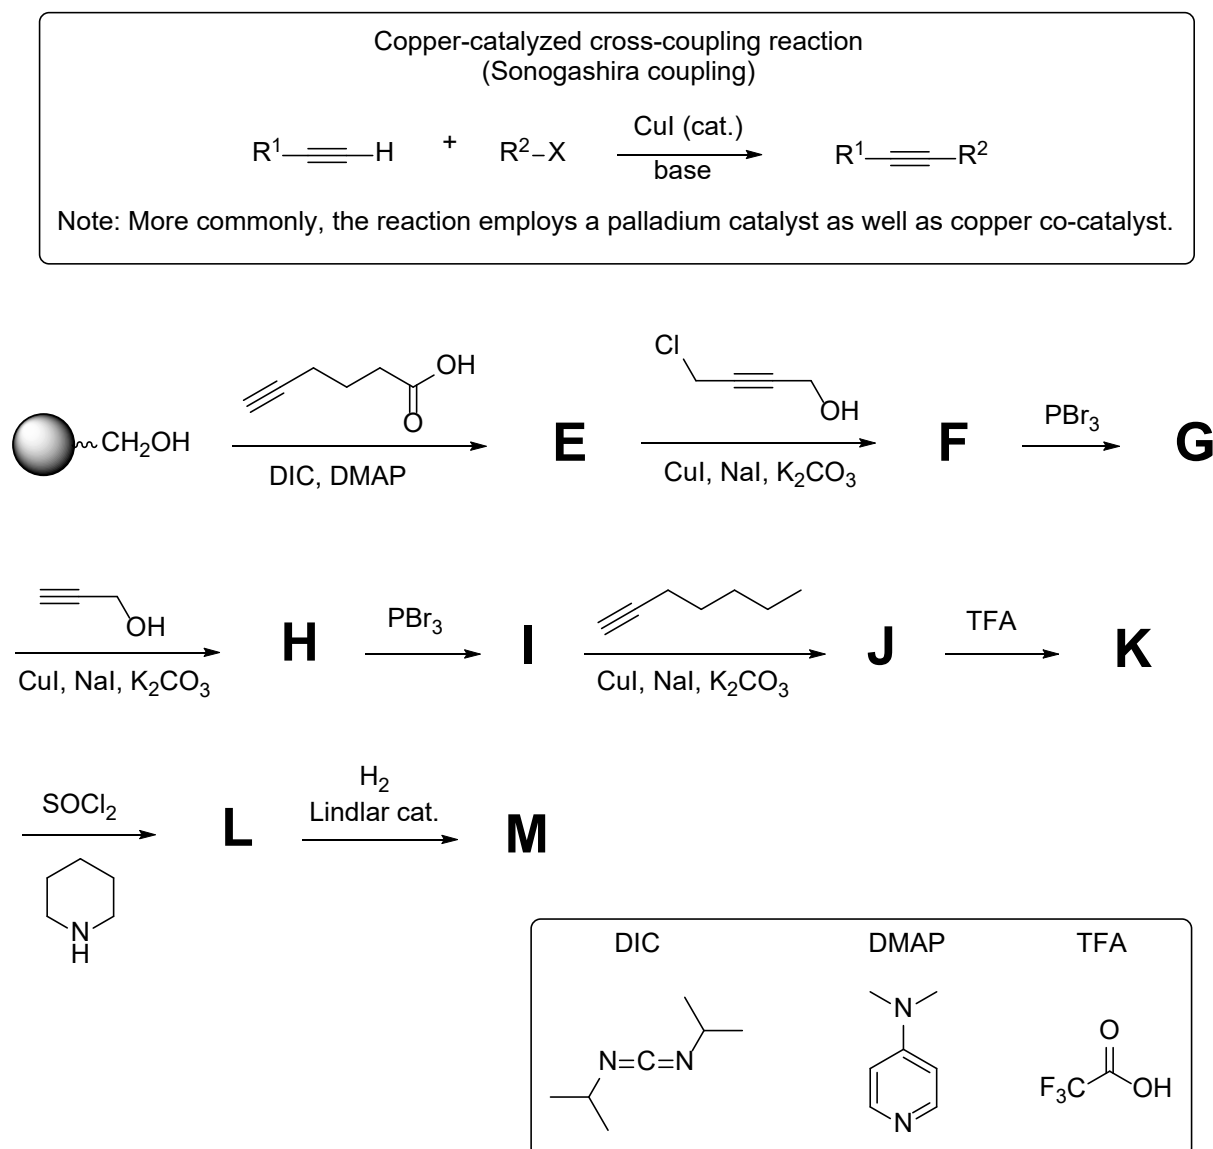 Copper-catalyzed cross-coupling reaction
(Sonogashira coupling)
R¹ H + R²–X CuI (cat.) R¹ R²
base
Note: More commonly, the reaction employs a palladium catalyst as well as copper co-catalyst.
Cl
OH
O
OH
PBr₃
CH₂OH E F G
DIC, DMAP CuI, NaI, K₂CO₃
OH
PBr₃ TFA
H I J K
CuI, NaI, K₂CO₃ CuI, NaI, K₂CO₃
SOCl₂ H₂
Lindlar cat.
L M
N
H
DIC DMAP TFA
N=C=N
N
N
O
F₃C OH